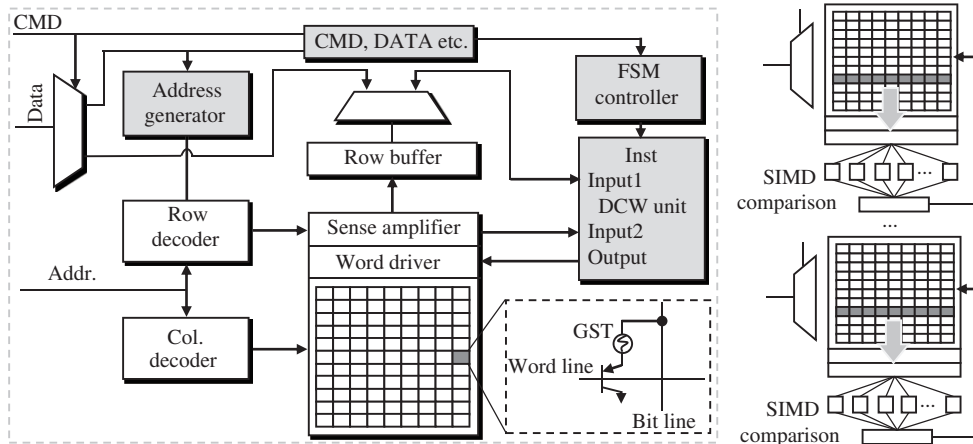 CMD
CMD, DATA etc.
Data
Address
generator
FSM
controller
Row buffer
Inst
Input1
DCW unit
Input2
Output
Row
decoder
Sense amplifier
Word driver
Addr.
Col.
decoder
GST
Word line
Bit line
...
SIMD
comparison
...
...
SIMD
comparison